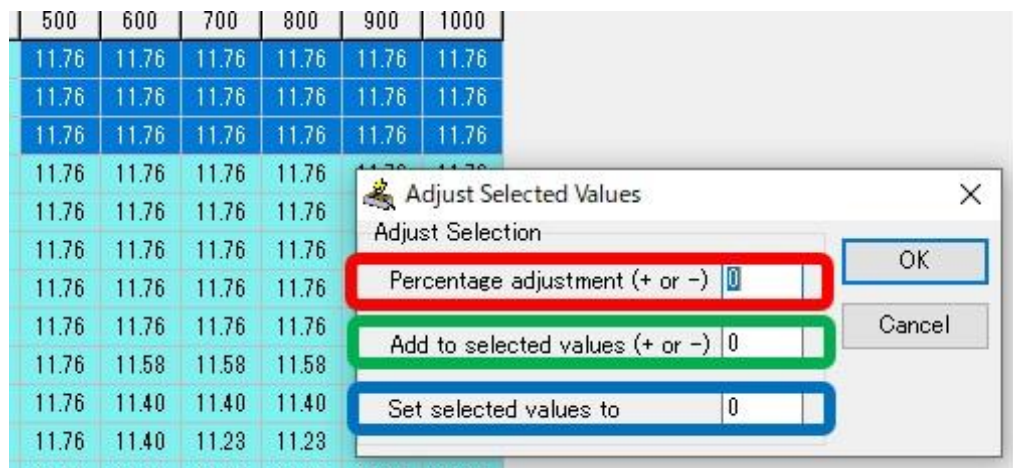 500 600 700 800 900 1000
11.76 11.76 11.76 11.76 11.76 11.76
11.76 11.76 11.76 11.76 11.76 11.76
11.76 11.76 11.76 11.76 11.76 11.76
11.76 11.76 11.76 11.76
11.76 11.76 11.76 11.76
11.76 11.76 11.76 11.76
11.76 11.76 11.76 11.76
11.76 11.76 11.76 11.76
11.76 11.58 11.58 11.58
11.76 11.40 11.40 11.40
11.76 11.40 11.23 11.23
Adjust Selected Values
Adjust Selection
Percentage adjustment (+ or -) 0
Add to selected values (+ or -) 0
Set selected values to 0
OK
Cancel